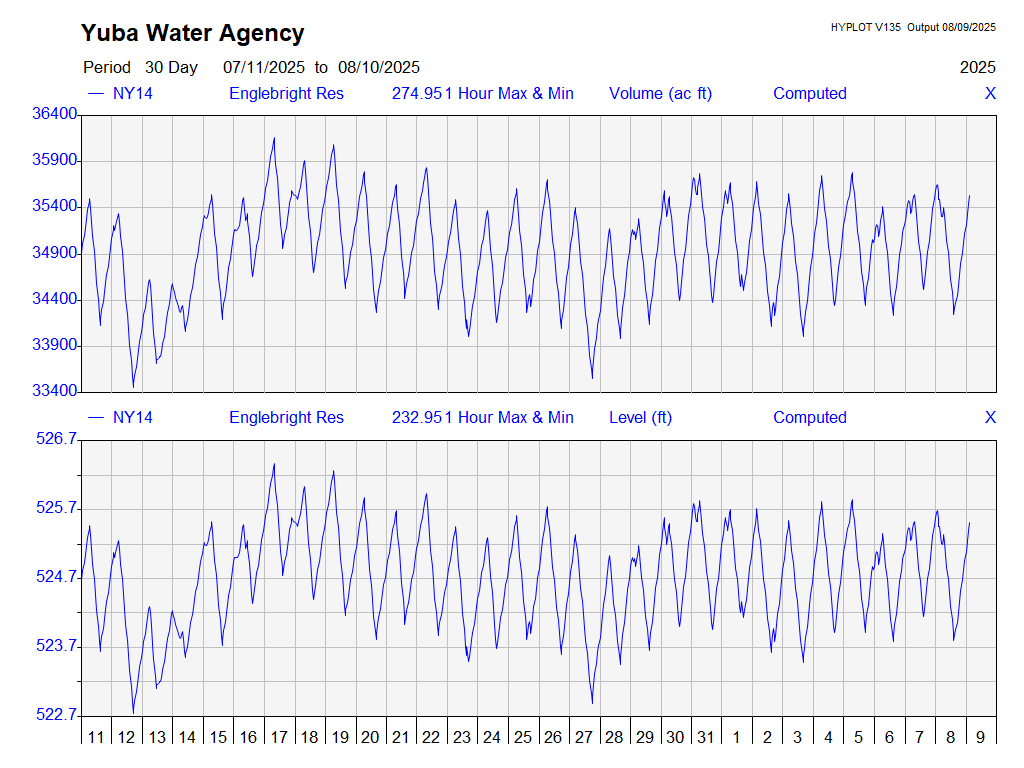 Yuba Water Agency
HYPLOT V135 Output 08/09/2025
Period 30 Day 07/11/2025 to 08/10/2025 2025
— NY14 Englebright Res 274.951 Hour Max & Min Volume (ac ft) Computed X
36400
35900
35400
34900
34400
33900
33400
— NY14 Englebright Res 232.951 Hour Max & Min Level (ft) Computed X
526.7
525.7
524.7
523.7
522.7
11 12 13 14 15 16 17 18 19 20 21 22 23 24 25 26 27 28 29 30 31 1 2 3 4 5 6 7 8 9